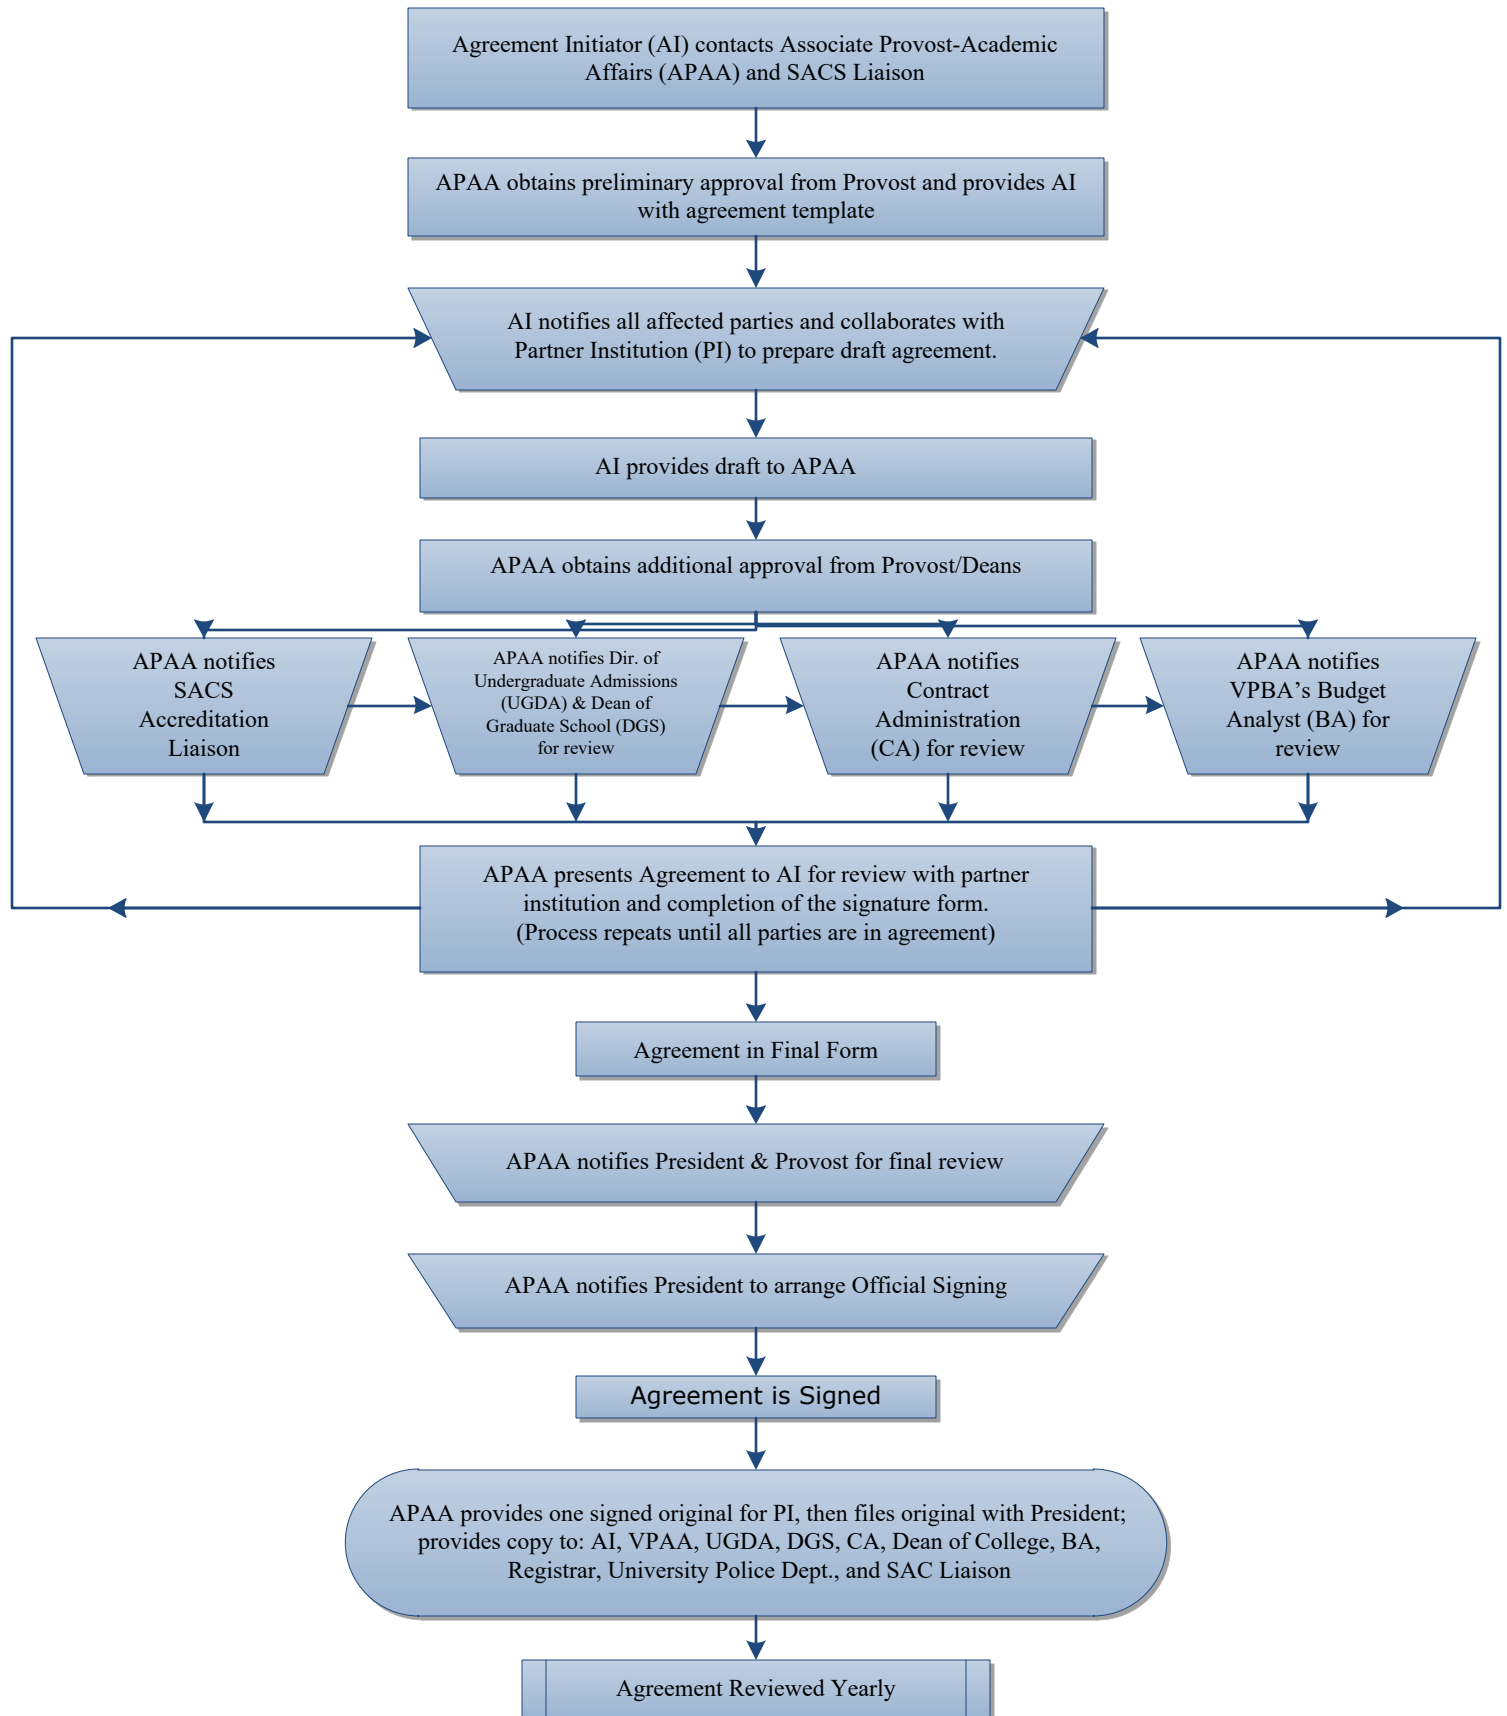 Agreement Initiator (AI) contacts Associate Provost-Academic
Affairs (APAA) and SACS Liaison
APAA obtains preliminary approval from Provost and provides AI
with agreement template
AI notifies all affected parties and collaborates with
Partner Institution (PI) to prepare draft agreement.
AI provides draft to APAA
APAA obtains additional approval from Provost/Deans
APAA notifies
SACS
Accreditation
Liaison
APAA notifies Dir. of
Undergraduate Admissions
(UGDA) & Dean of
Graduate School (DGS)
for review
APAA notifies
Contract
Administration
(CA) for review
APAA notifies
VPBA’s Budget
Analyst (BA) for
review
APAA presents Agreement to AI for review with partner
institution and completion of the signature form.
(Process repeats until all parties are in agreement)
Agreement in Final Form
APAA notifies President & Provost for final review
APAA notifies President to arrange Official Signing
Agreement is Signed
APAA provides one signed original for PI, then files original with President;
provides copy to: AI, VPAA, UGDA, DGS, CA, Dean of College, BA,
Registrar, University Police Dept., and SAC Liaison
Agreement Reviewed Yearly